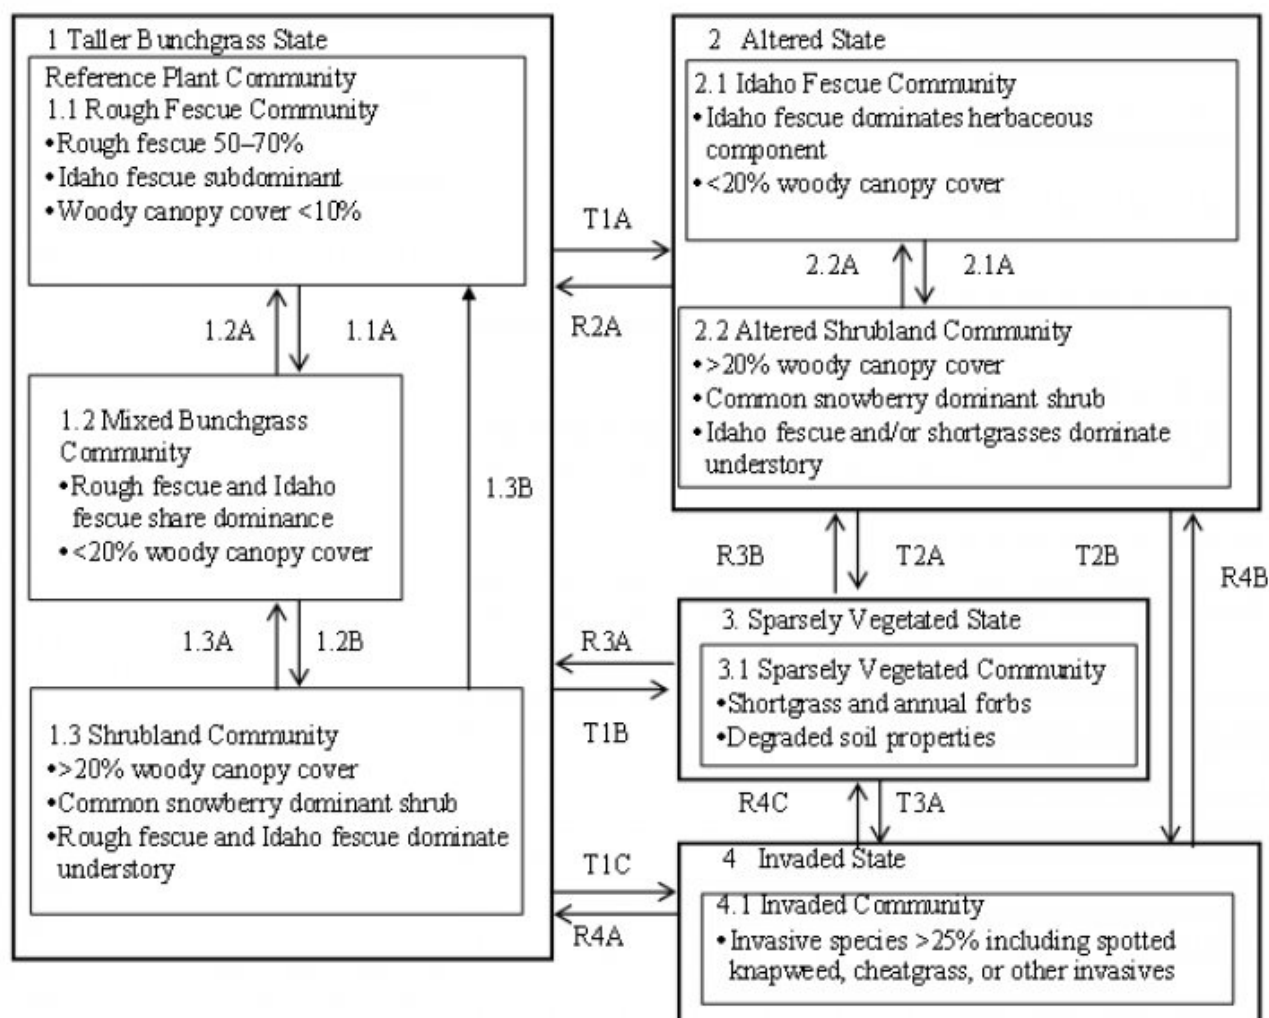 1 Taller Bunchgrass State
Reference Plant Community
1.1 Rough Fescue Community
•Rough fescue 50–70%
•Idaho fescue subdominant
•Woody canopy cover <10%
1.2A
1.1A
1.2 Mixed Bunchgrass
Community
•Rough fescue and Idaho
fescue share dominance
•<20% woody canopy cover
1.3B
1.3A
1.2B
1.3 Shrubland Community
•>20% woody canopy cover
•Common snowberry dominant shrub
•Rough fescue and Idaho fescue dominate
understory
T1A
R2A
R3A
T1B
T1C
R4A
2 Altered State
2.1 Idaho Fescue Community
•Idaho fescue dominates herbaceous
component
•<20% woody canopy cover
2.2A
2.1A
2.2 Altered Shrubland Community
•>20% woody canopy cover
•Common snowberry dominant shrub
•Idaho fescue and/or shortgrasses dominate
understory
R3B
T2A
T2B
R4B
3. Sparsely Vegetated State
3.1 Sparsely Vegetated Community
•Shortgrass and annual forbs
•Degraded soil properties
R4C
T3A
4 Invaded State
4.1 Invaded Community
•Invasive species >25% including spotted
knapweed, cheatgrass, or other invasives